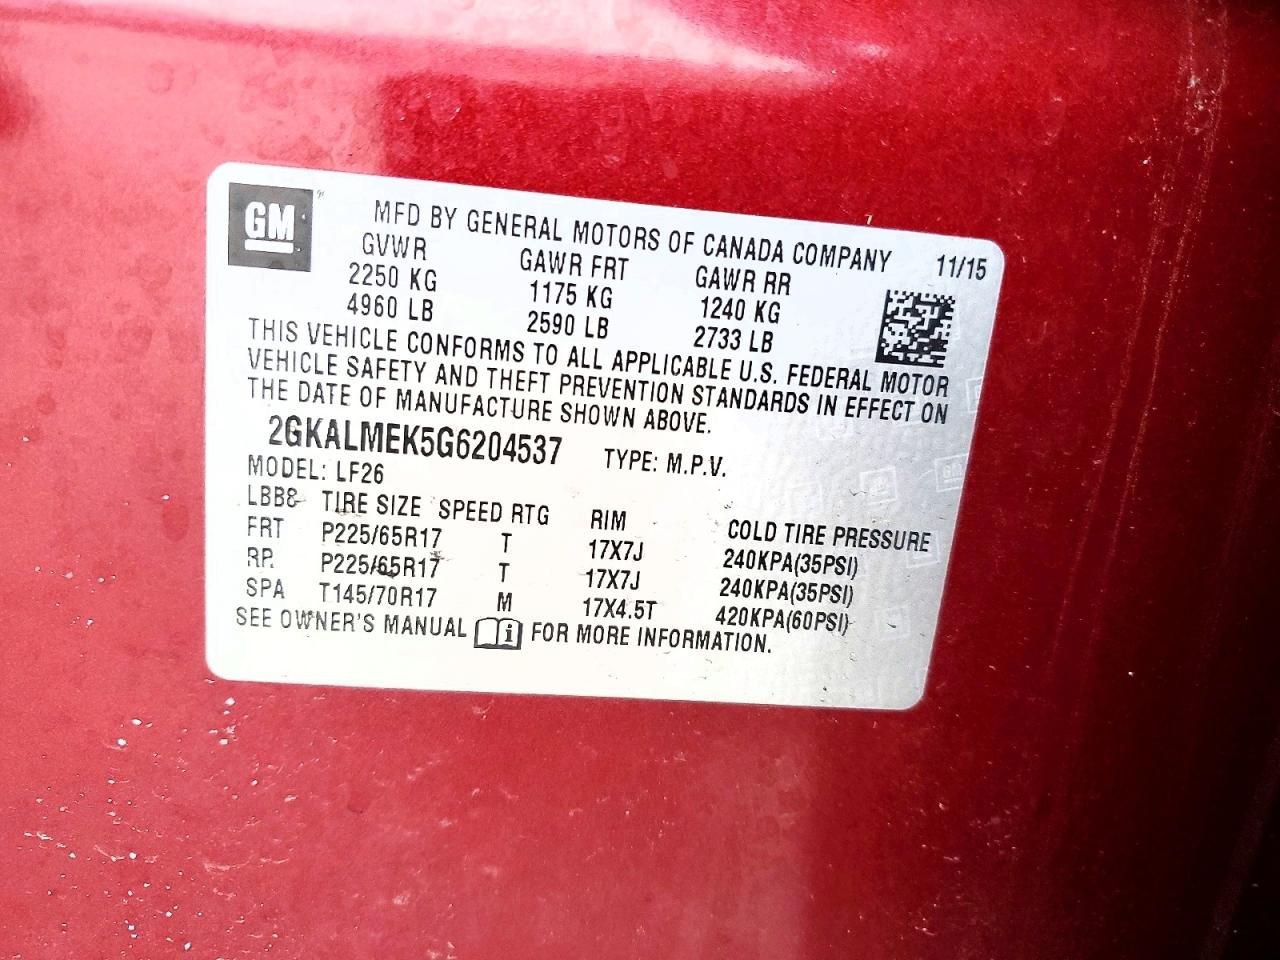 GM
MFD BY GENERAL MOTORS OF CANADA COMPANY 11/15
GVWR GAWR FRT GAWR RR
2250 KG 1175 KG 1240 KG
4960 LB 2590 LB 2733 LB
THIS VEHICLE CONFORMS TO ALL APPLICABLE U.S. FEDERAL MOTOR
VEHICLE SAFETY AND THEFT PREVENTION STANDARDS IN EFFECT ON
THE DATE OF MANUFACTURE SHOWN ABOVE.
2GKALMEK5G6204537 TYPE: M.P.V.
MODEL: LF26
LBB& TIRE SIZE SPEED RTG RIM COLD TIRE PRESSURE
FRT P225/65R17 T 17X7J 240KPA(35PSI)
RR P225/65R17 T 17X7J 240KPA(35PSI)
SPA T145/70R17 M 17X4.5T 420KPA(60PSI)
SEE OWNER'S MANUAL i FOR MORE INFORMATION.